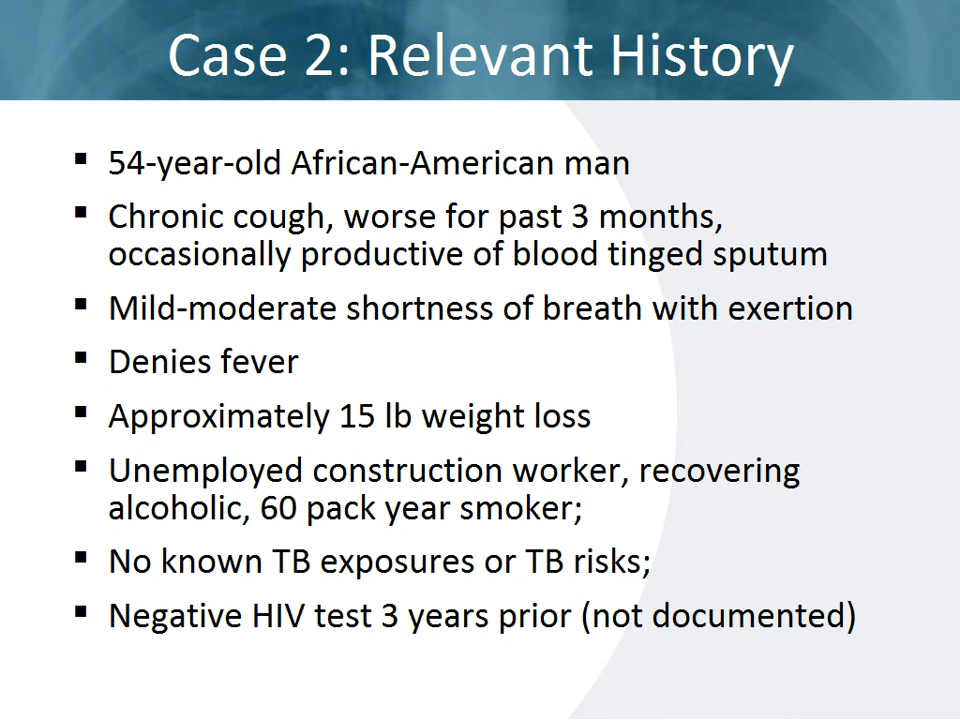 Case 2: Relevant History
▪ 54-year-old African-American man
▪ Chronic cough, worse for past 3 months,
occasionally productive of blood tinged sputum
▪ Mild-moderate shortness of breath with exertion
▪ Denies fever
▪ Approximately 15 lb weight loss
▪ Unemployed construction worker, recovering
alcoholic, 60 pack year smoker;
▪ No known TB exposures or TB risks;
▪ Negative HIV test 3 years prior (not documented)